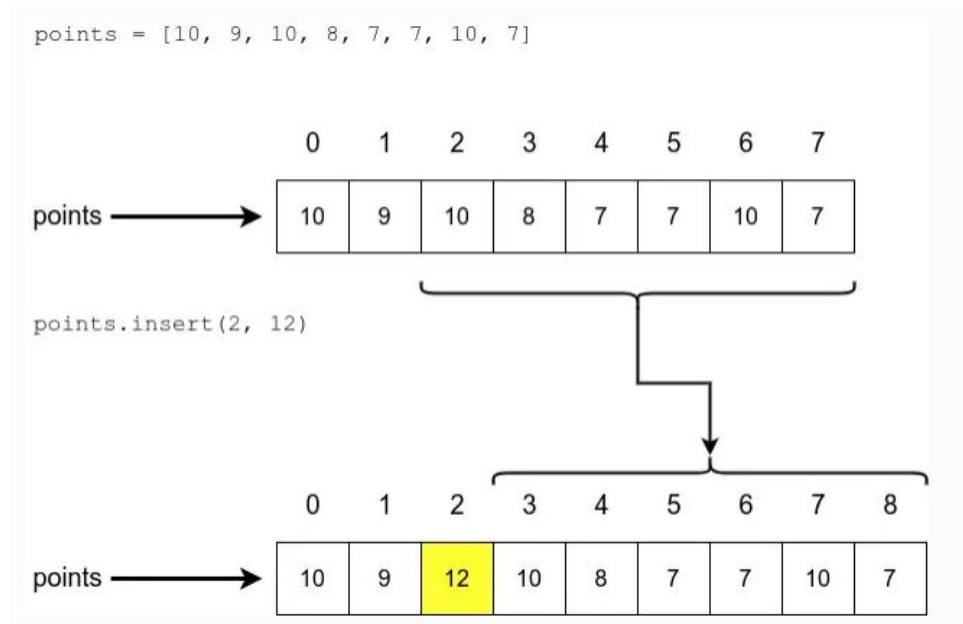 points = [10, 9, 10, 8, 7, 7, 10, 7]
0 1 2 3 4 5 6 7
points 10 9 10 8 7 7 10 7
points.insert(2, 12)
0 1 2 3 4 5 6 7 8
points 10 9 12 10 8 7 7 10 7